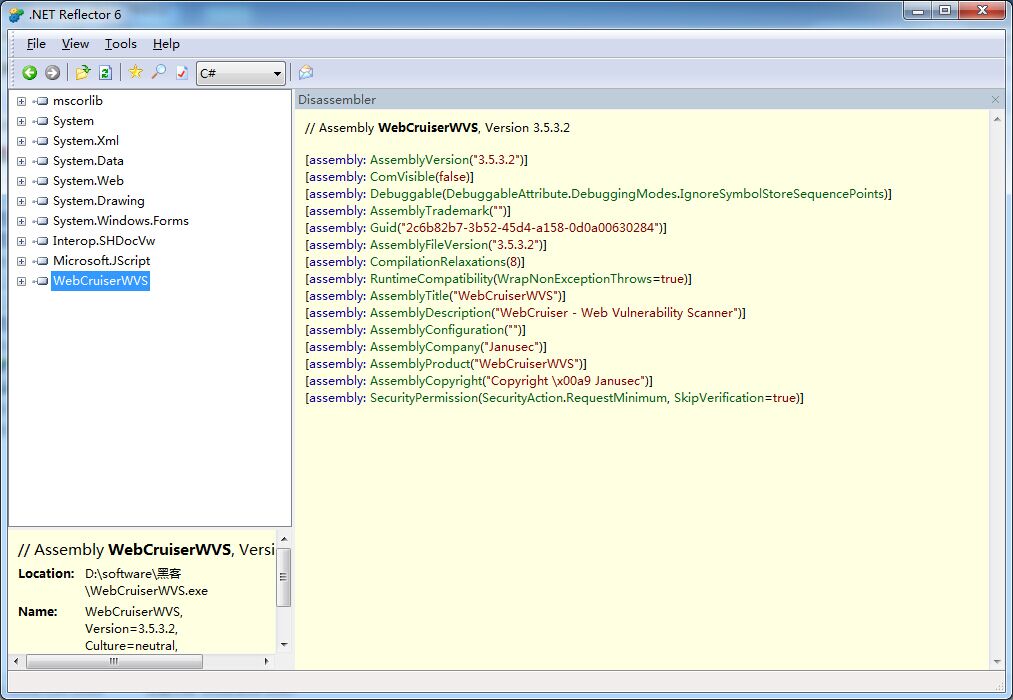 .NET Reflector 6
File View Tools Help
C#
mscorlib
System
System.Xml
System.Data
System.Web
System.Drawing
System.Windows.Forms
Interop.SHDocVw
Microsoft.JScript
WebCruiserWVS
Disassembler
// Assembly WebCruiserWVS, Version 3.5.3.2
[assembly: AssemblyVersion("3.5.3.2")]
[assembly: ComVisible(false)]
[assembly: Debuggable(DebuggableAttribute.DebuggingModes.IgnoreSymbolStoreSequencePoints)]
[assembly: AssemblyTrademark("")]
[assembly: Guid("2c6b82b7-3b52-45d4-a158-0d0a00630284")]
[assembly: AssemblyFileVersion("3.5.3.2")]
[assembly: CompilationRelaxations(8)]
[assembly: RuntimeCompatibility(WrapNonExceptionThrows=true)]
[assembly: AssemblyTitle("WebCruiserWVS")]
[assembly: AssemblyDescription("WebCruiser - Web Vulnerability Scanner")]
[assembly: AssemblyConfiguration("")]
[assembly: AssemblyCompany("Janusec")]
[assembly: AssemblyProduct("WebCruiserWVS")]
[assembly: AssemblyCopyright("Copyright \x00a9 Janusec")]
[assembly: SecurityPermission(SecurityAction.RequestMinimum, SkipVerification=true)]
// Assembly WebCruiserWVS, Versi
Location: D:\software\黑客
\WebCruiserWVS.exe
Name: WebCruiserWVS,
Version=3.5.3.2,
Culture=neutral,